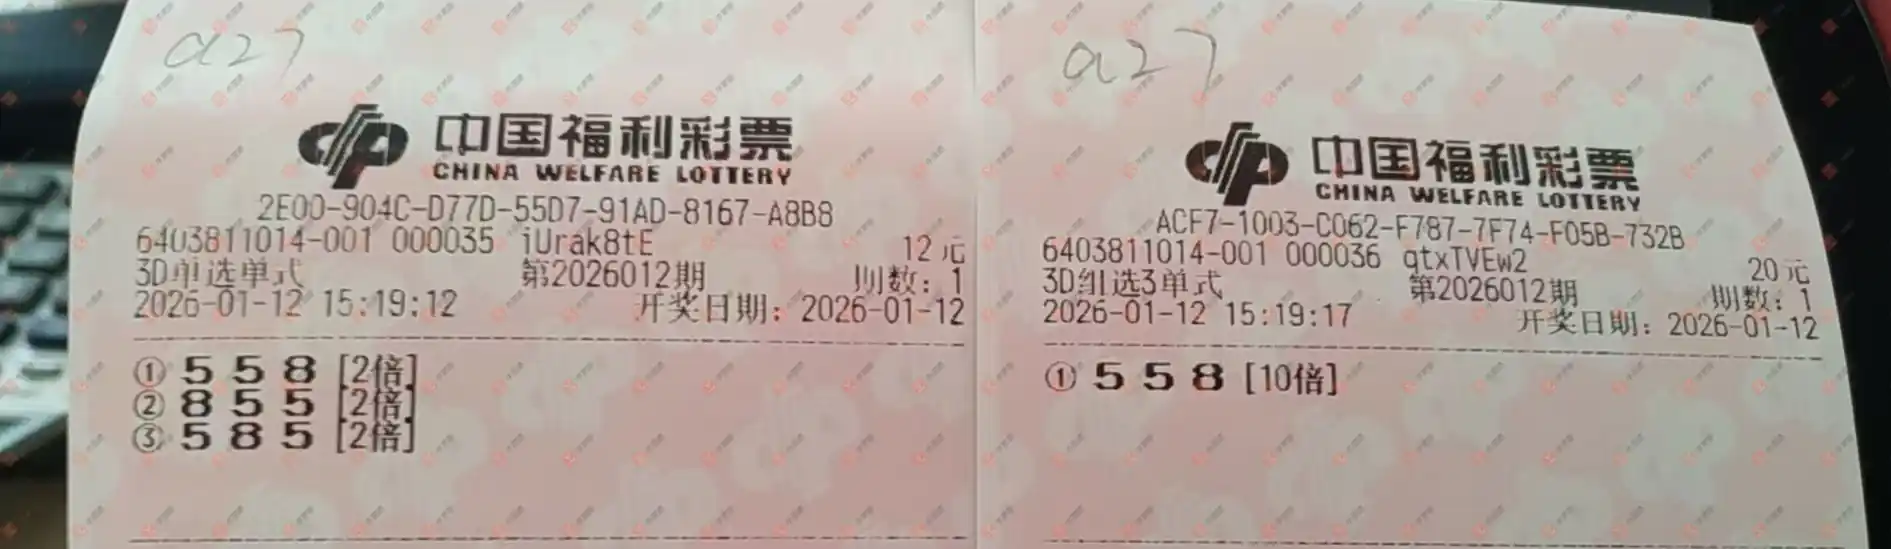 a27
中国福利彩票
CHINA WELFARE LOTTERY
2E00-904C-D77D-55D7-91AD-8167-A8B8
6403811014-001 000035 iUrak8tE 12元
3D单选单式 第2026012期 期数：1
2026-01-12 15:19:12 开奖日期：2026-01-12
① 5 5 8 [2倍]
② 8 5 5 [2倍]
③ 5 8 5 [2倍]
a27
中国福利彩票
CHINA WELFARE LOTTERY
ACF7-1003-C062-F787-7F74-F05B-732B
6403811014-001 000036 qtxTVEw2 20元
3D组选3单式 第2026012期 期数：1
2026-01-12 15:19:17 开奖日期：2026-01-12
① 5 5 8 [10倍]